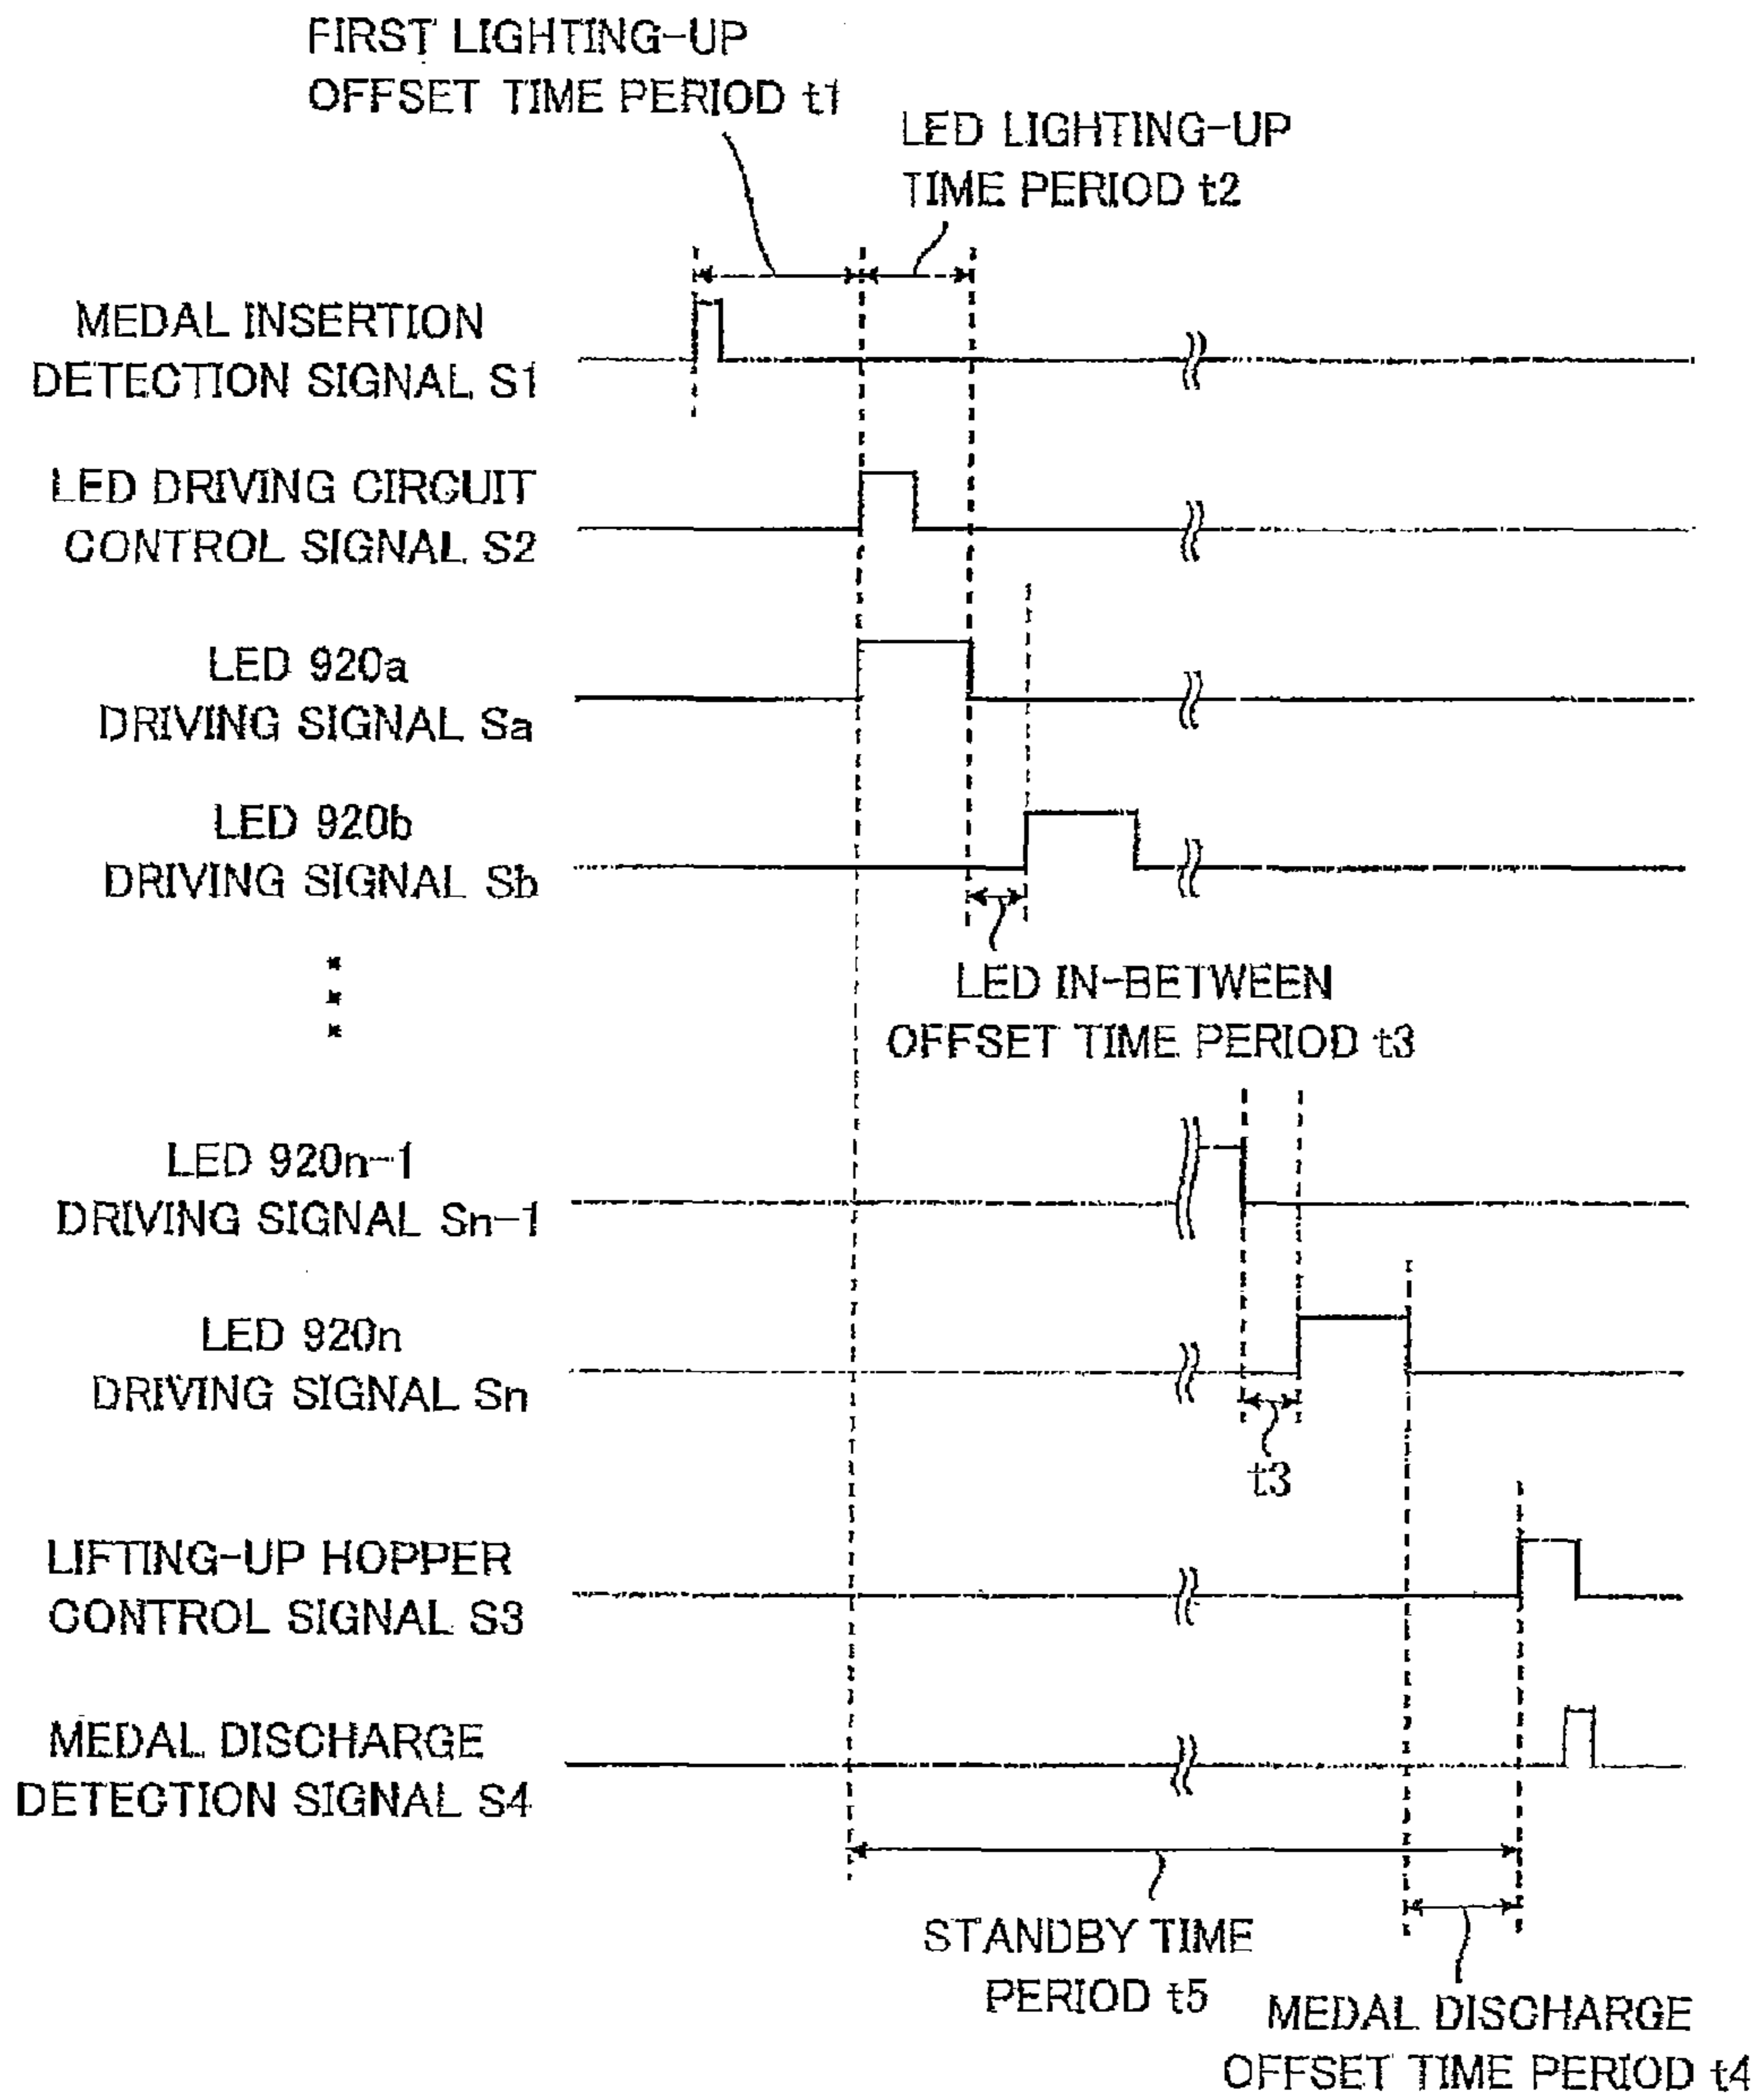 FIRST LIGHTING-UP
OFFSET TIME PERIOD t1
LED LIGHTING-UP
TIME PERIOD t2
MEDAL INSERTION
DETECTION SIGNAL S1
LED DRIVING CIRCUIT
CONTROL SIGNAL S2
LED 920a
DRIVING SIGNAL Sa
LED 920b
DRIVING SIGNAL Sb
LED IN-BETWEEN
OFFSET TIME PERIOD t3
LED 920n-1
DRIVING SIGNAL Sn-1
LED 920n
DRIVING SIGNAL Sn
t3
LIFTING-UP HOPPER
CONTROL SIGNAL S3
MEDAL DISCHARGE
DETECTION SIGNAL S4
STANDBY TIME
PERIOD t5
MEDAL DISCHARGE
OFFSET TIME PERIOD t4